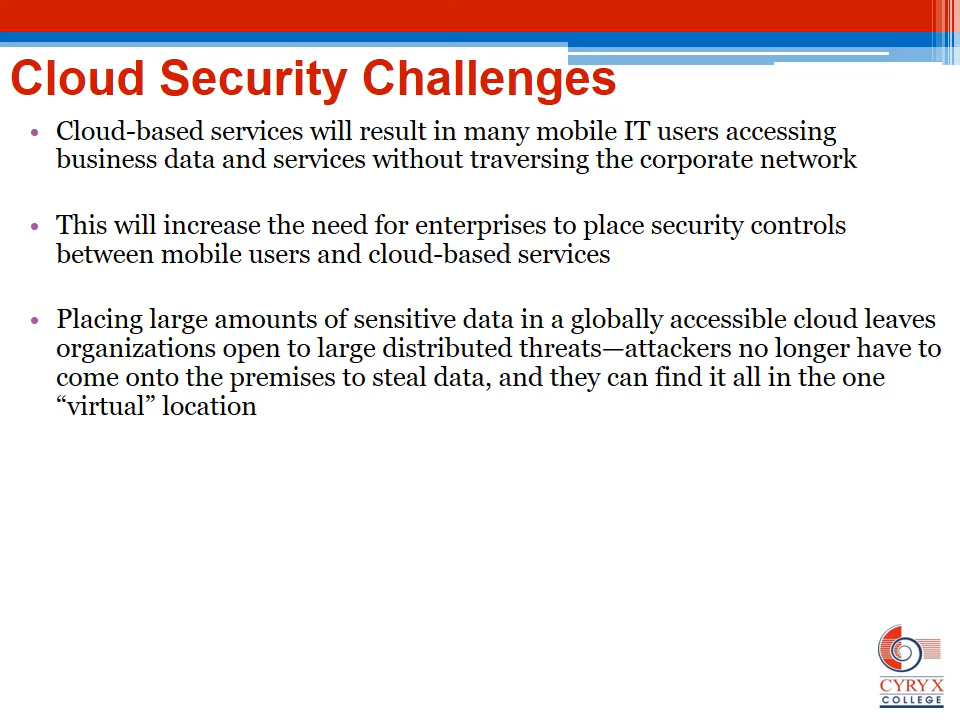 Cloud Security Challenges
• Cloud-based services will result in many mobile IT users accessing
business data and services without traversing the corporate network
• This will increase the need for enterprises to place security controls
between mobile users and cloud-based services
• Placing large amounts of sensitive data in a globally accessible cloud leaves
organizations open to large distributed threats—attackers no longer have to
come onto the premises to steal data, and they can find it all in the one
“virtual” location
CYRYX
COLLEGE